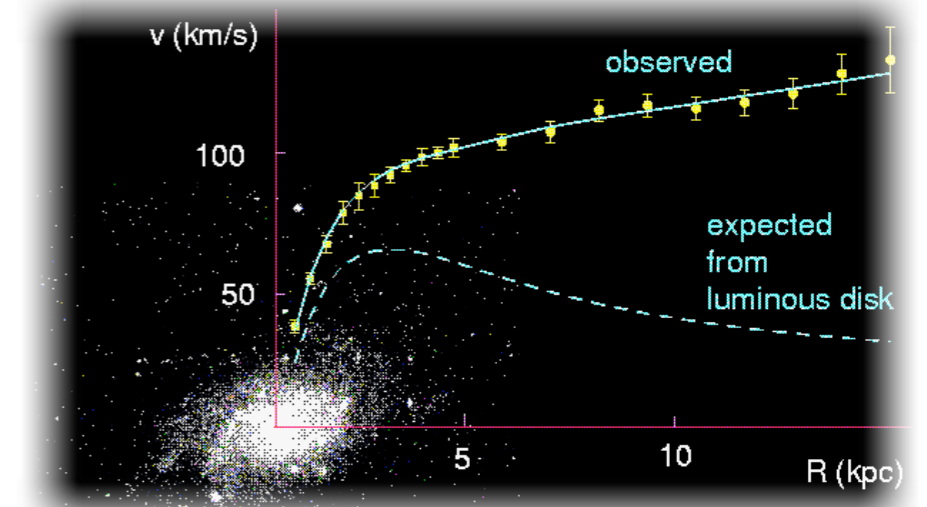 v (km/s)
observed
100
expected
from
luminous disk
50
5
10
R (kpc)